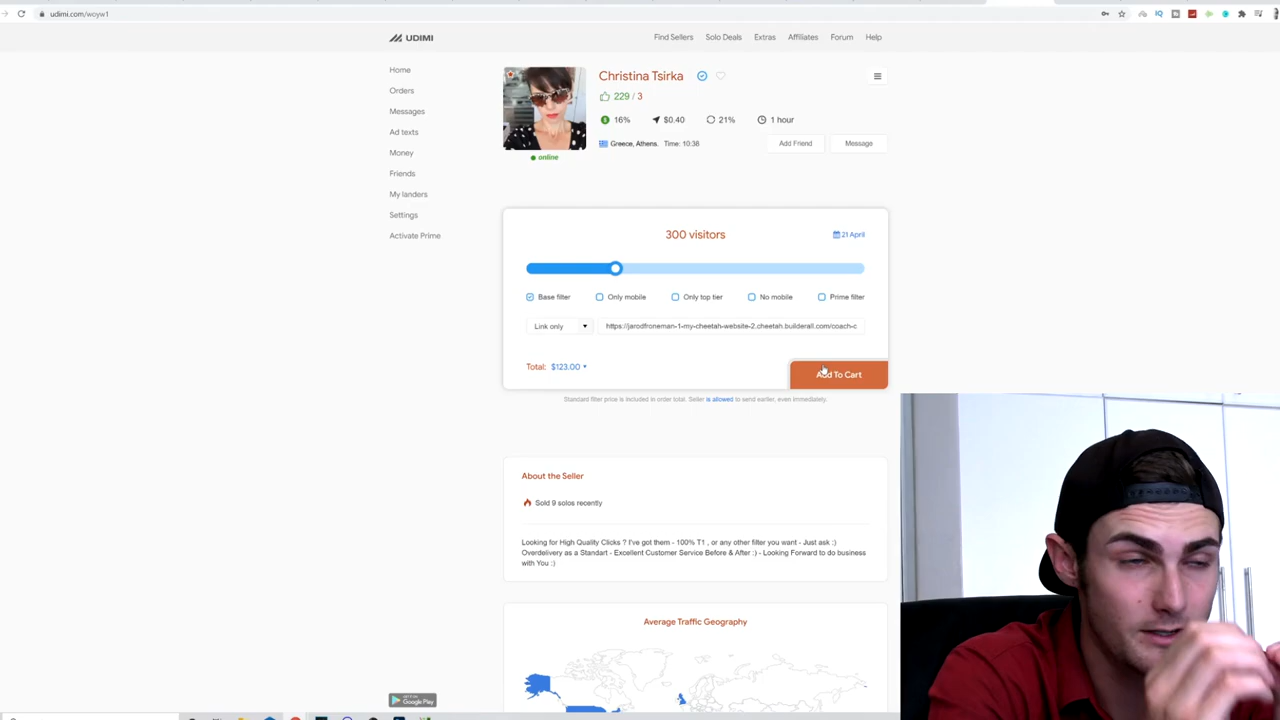 udimi.com/woyw1
UDIMI
Find Sellers Solo Deals Extras Affiliates Forum Help
Home
Orders
Messages
Ad texts
Money
Friends
My landers
Settings
Activate Prime
Christina Tsirka
229 / 3
16% $0.40 21% 1 hour
Greece, Athens. Time: 10:38
Add Friend Message
online
300 visitors
21 April
Base filter Only mobile Only top tier No mobile Prime filter
Link only https://jarodfroneman-1-my-cheetah-website-2.cheetah.builderall.com/coach-c
Total: $123.00
Add To Cart
Standard filter price is included in order total. Seller is allowed to send earlier, even immediately.
About the Seller
Sold 9 solos recently
Looking for High Quality Clicks ? I've got them - 100% T1 , or any other filter you want - Just ask :)
Overdelivery as a Standart - Excellent Customer Service Before & After :) - Looking Forward to do business
with You :)
Average Traffic Geography
GET IT ON
Google Play